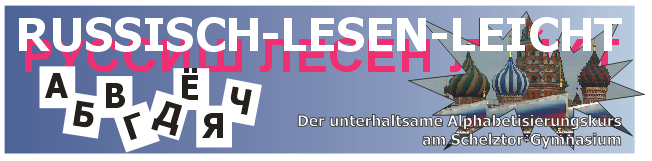 RUSSISCH-LESEN-LEICHT
РУССИШ ЛЕСЕН
А Б В Г Д Ё Я Ч
Der unterhaltsame Alphabetisierungskurs
am Schelztor-Gymnasium